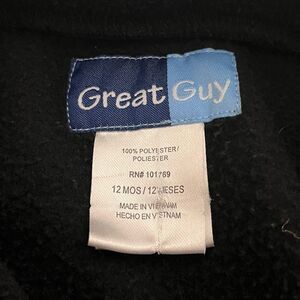 Great Guy
100% POLYESTER/
POLIESTER
RN# 101769
12 MOS / 12 MESES
MADE IN VIETNAM
HECHO EN VIETNAM